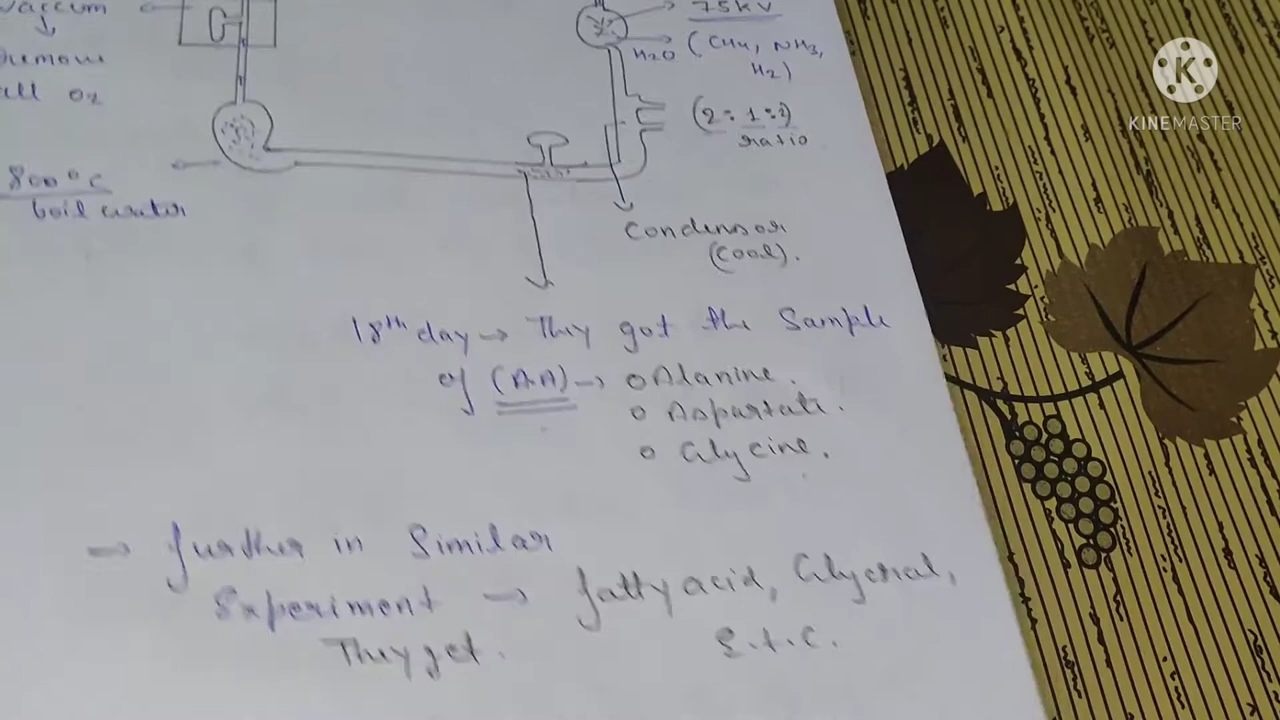 vaccum
Remove
all O2
800°C
boil water
75kv
H2O (CH4, NH3,
H2)
(2:1:2)
ratio
Condensor
(cool).
18th day → They got the Sample
of (A.A) → o Alanine.
o Aspartate.
o Glycine.
→ further in Similar
Experiment → fatty acid, Glycerol,
They get. E.t.c.
K
KINEMASTER